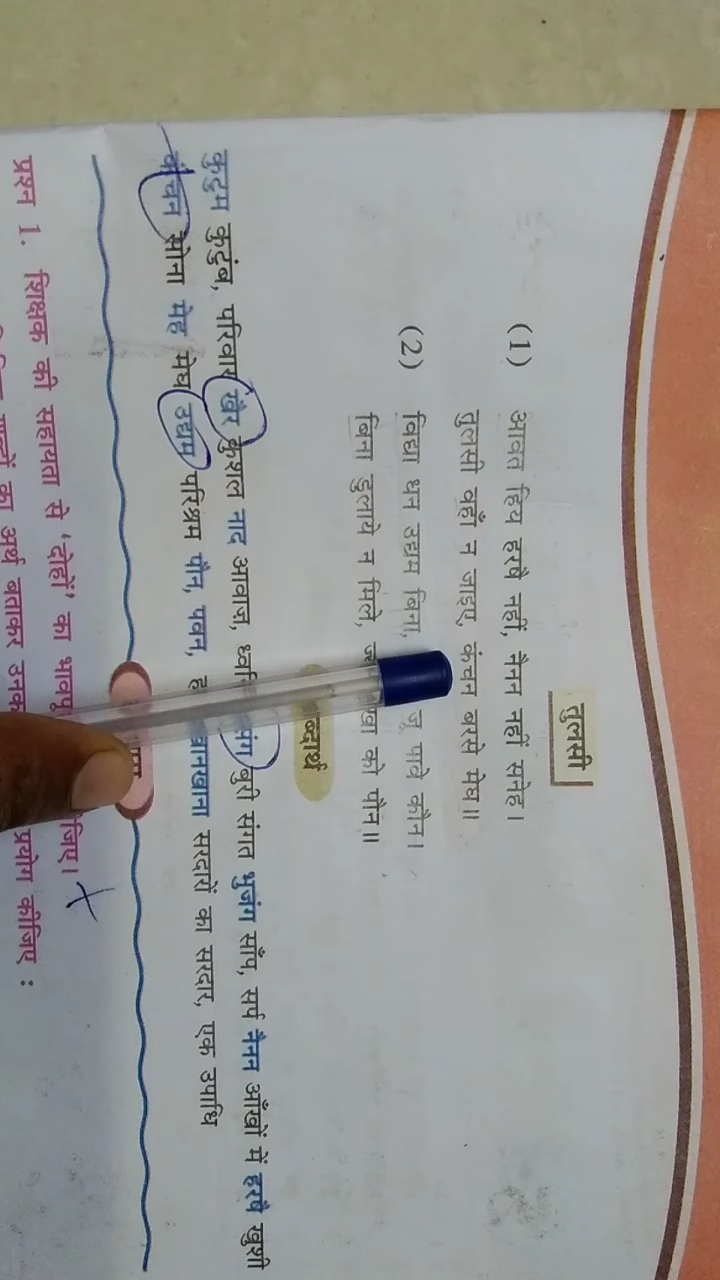 तुलसी
(1) आवत हिय हरषै नहीं, नैनन नहीं सनेह।
तुलसी वहाँ न जाइए, कंचन बरसे मेघ॥
(2) विद्या धन उद्यम बिना, जू पावे कौन।
बिना डुलाये न मिले, को पौन॥
कुटुम कुटुंब, परिवार खैर कुशल नाद आवाज, बुरी संगत भुजंग साँप, सर्प नैनन आँखों में हरषै खुशी
कंचन सोना मेह मेघ उद्यम परिश्रम पौन, पवन, सरदारों का सरदार, एक उपाधि
प्रश्न 1. शिक्षक की सहायता से 'दोहों' का
का अर्थ बताकर प्रयोग कीजिए :